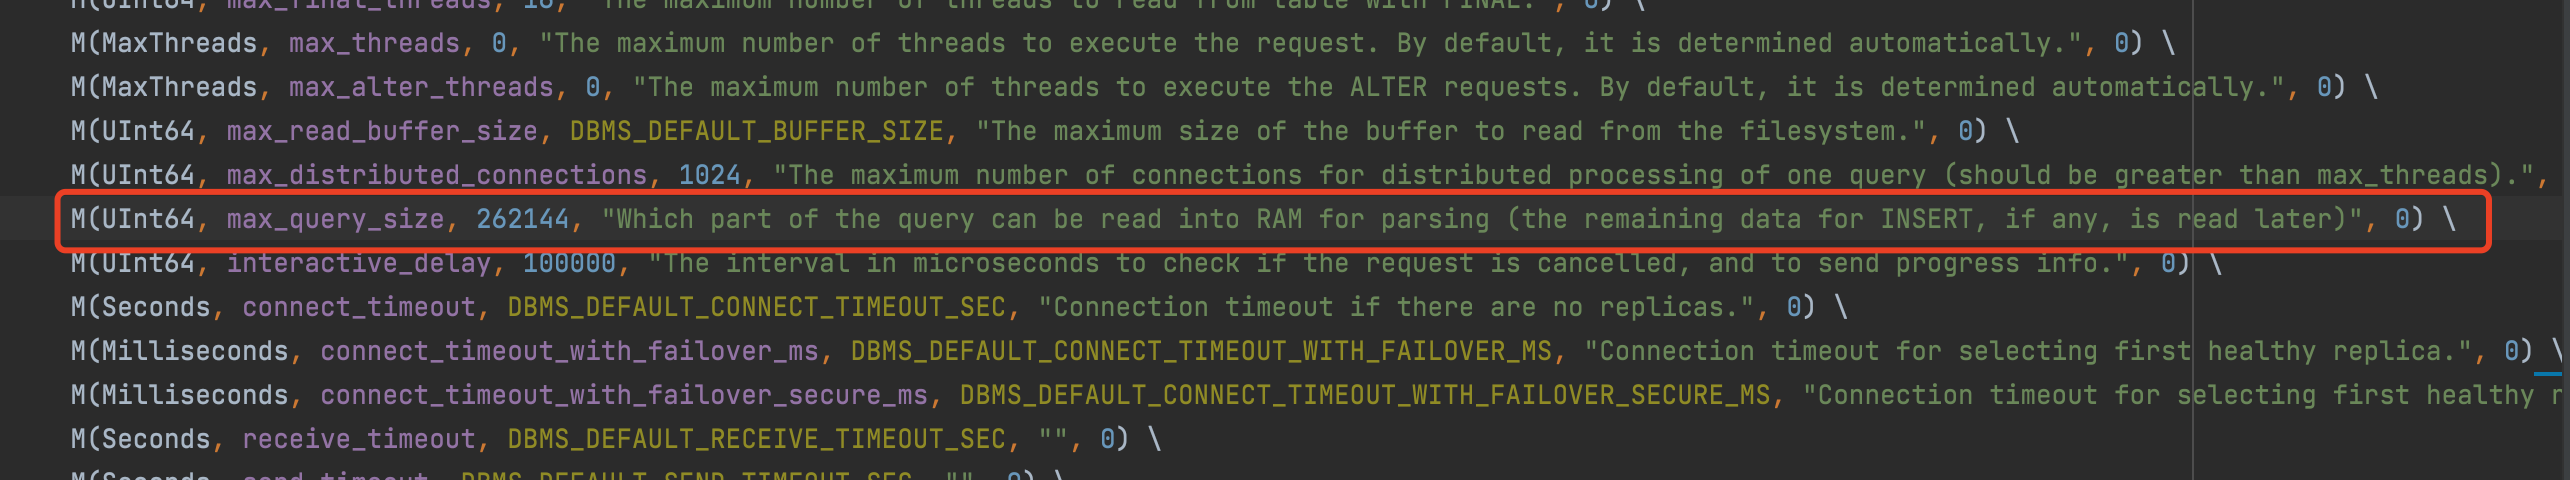 M(UInt64, max_final_threads, 16, "The maximum number of threads to read from table with FINAL.", 0) \
M(MaxThreads, max_threads, 0, "The maximum number of threads to execute the request. By default, it is determined automatically.", 0) \
M(MaxThreads, max_alter_threads, 0, "The maximum number of threads to execute the ALTER requests. By default, it is determined automatically.", 0) \
M(UInt64, max_read_buffer_size, DBMS_DEFAULT_BUFFER_SIZE, "The maximum size of the buffer to read from the filesystem.", 0) \
M(UInt64, max_distributed_connections, 1024, "The maximum number of connections for distributed processing of one query (should be greater than max_threads).",
M(UInt64, max_query_size, 262144, "Which part of the query can be read into RAM for parsing (the remaining data for INSERT, if any, is read later)", 0) \
M(UInt64, interactive_delay, 100000, "The interval in microseconds to check if the request is cancelled, and to send progress info.", 0) \
M(Seconds, connect_timeout, DBMS_DEFAULT_CONNECT_TIMEOUT_SEC, "Connection timeout if there are no replicas.", 0) \
M(Milliseconds, connect_timeout_with_failover_ms, DBMS_DEFAULT_CONNECT_TIMEOUT_WITH_FAILOVER_MS, "Connection timeout for selecting first healthy replica.", 0) \
M(Milliseconds, connect_timeout_with_failover_secure_ms, DBMS_DEFAULT_CONNECT_TIMEOUT_WITH_FAILOVER_SECURE_MS, "Connection timeout for selecting first healthy
M(Seconds, receive_timeout, DBMS_DEFAULT_RECEIVE_TIMEOUT_SEC, "", 0) \
M(Seconds, send_timeout, DBMS_DEFAULT_SEND_TIMEOUT_SEC, "", 0) \